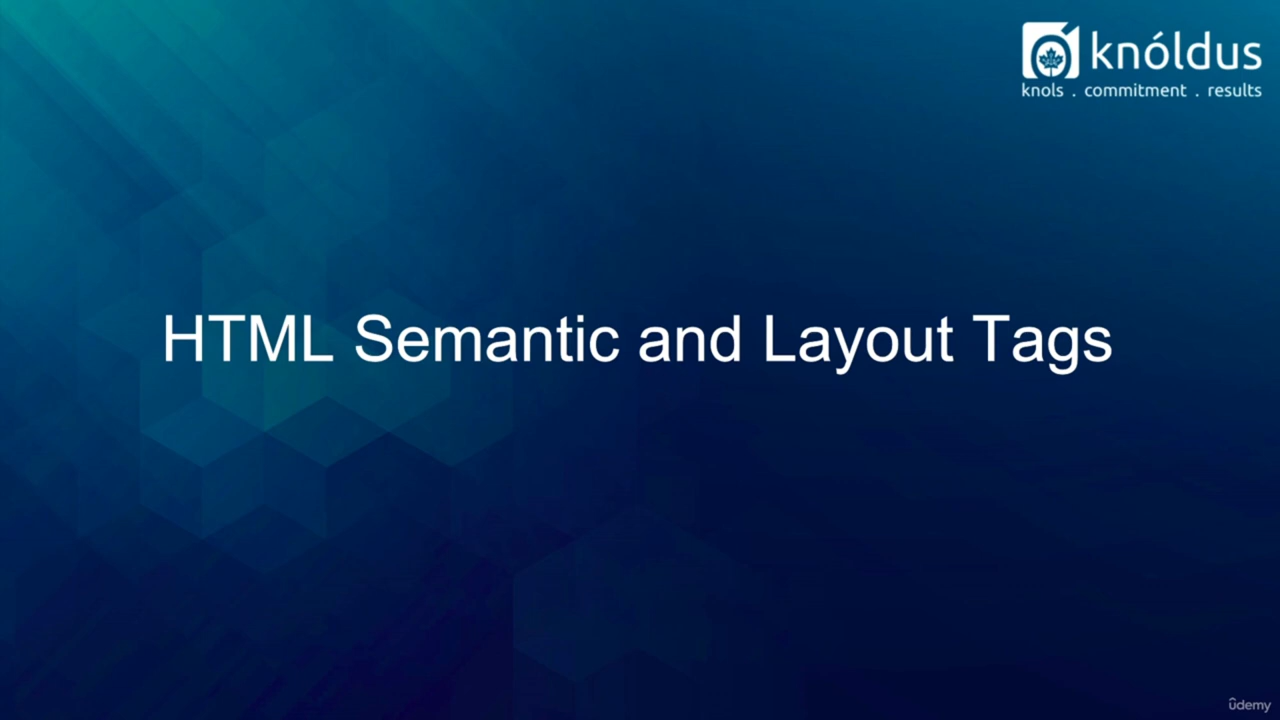 knóldus
knols . commitment . results
HTML Semantic and Layout Tags
ûdemy